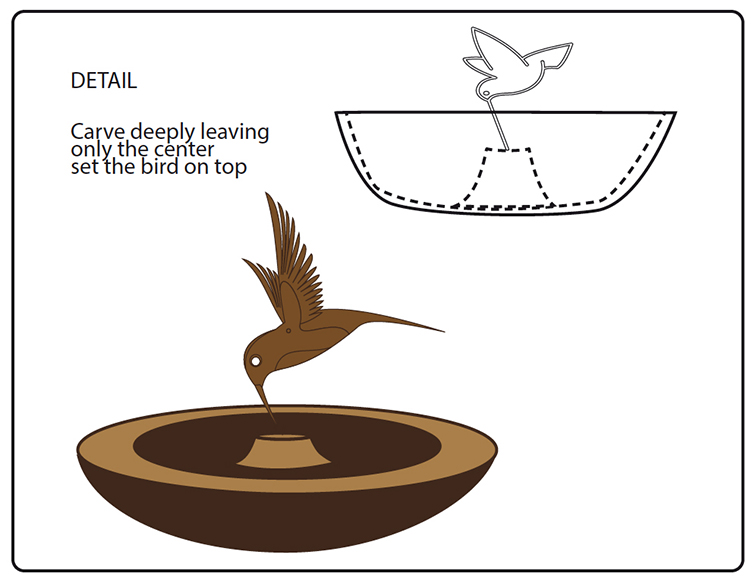 DETAIL
Carve deeply leaving
only the center
set the bird on top